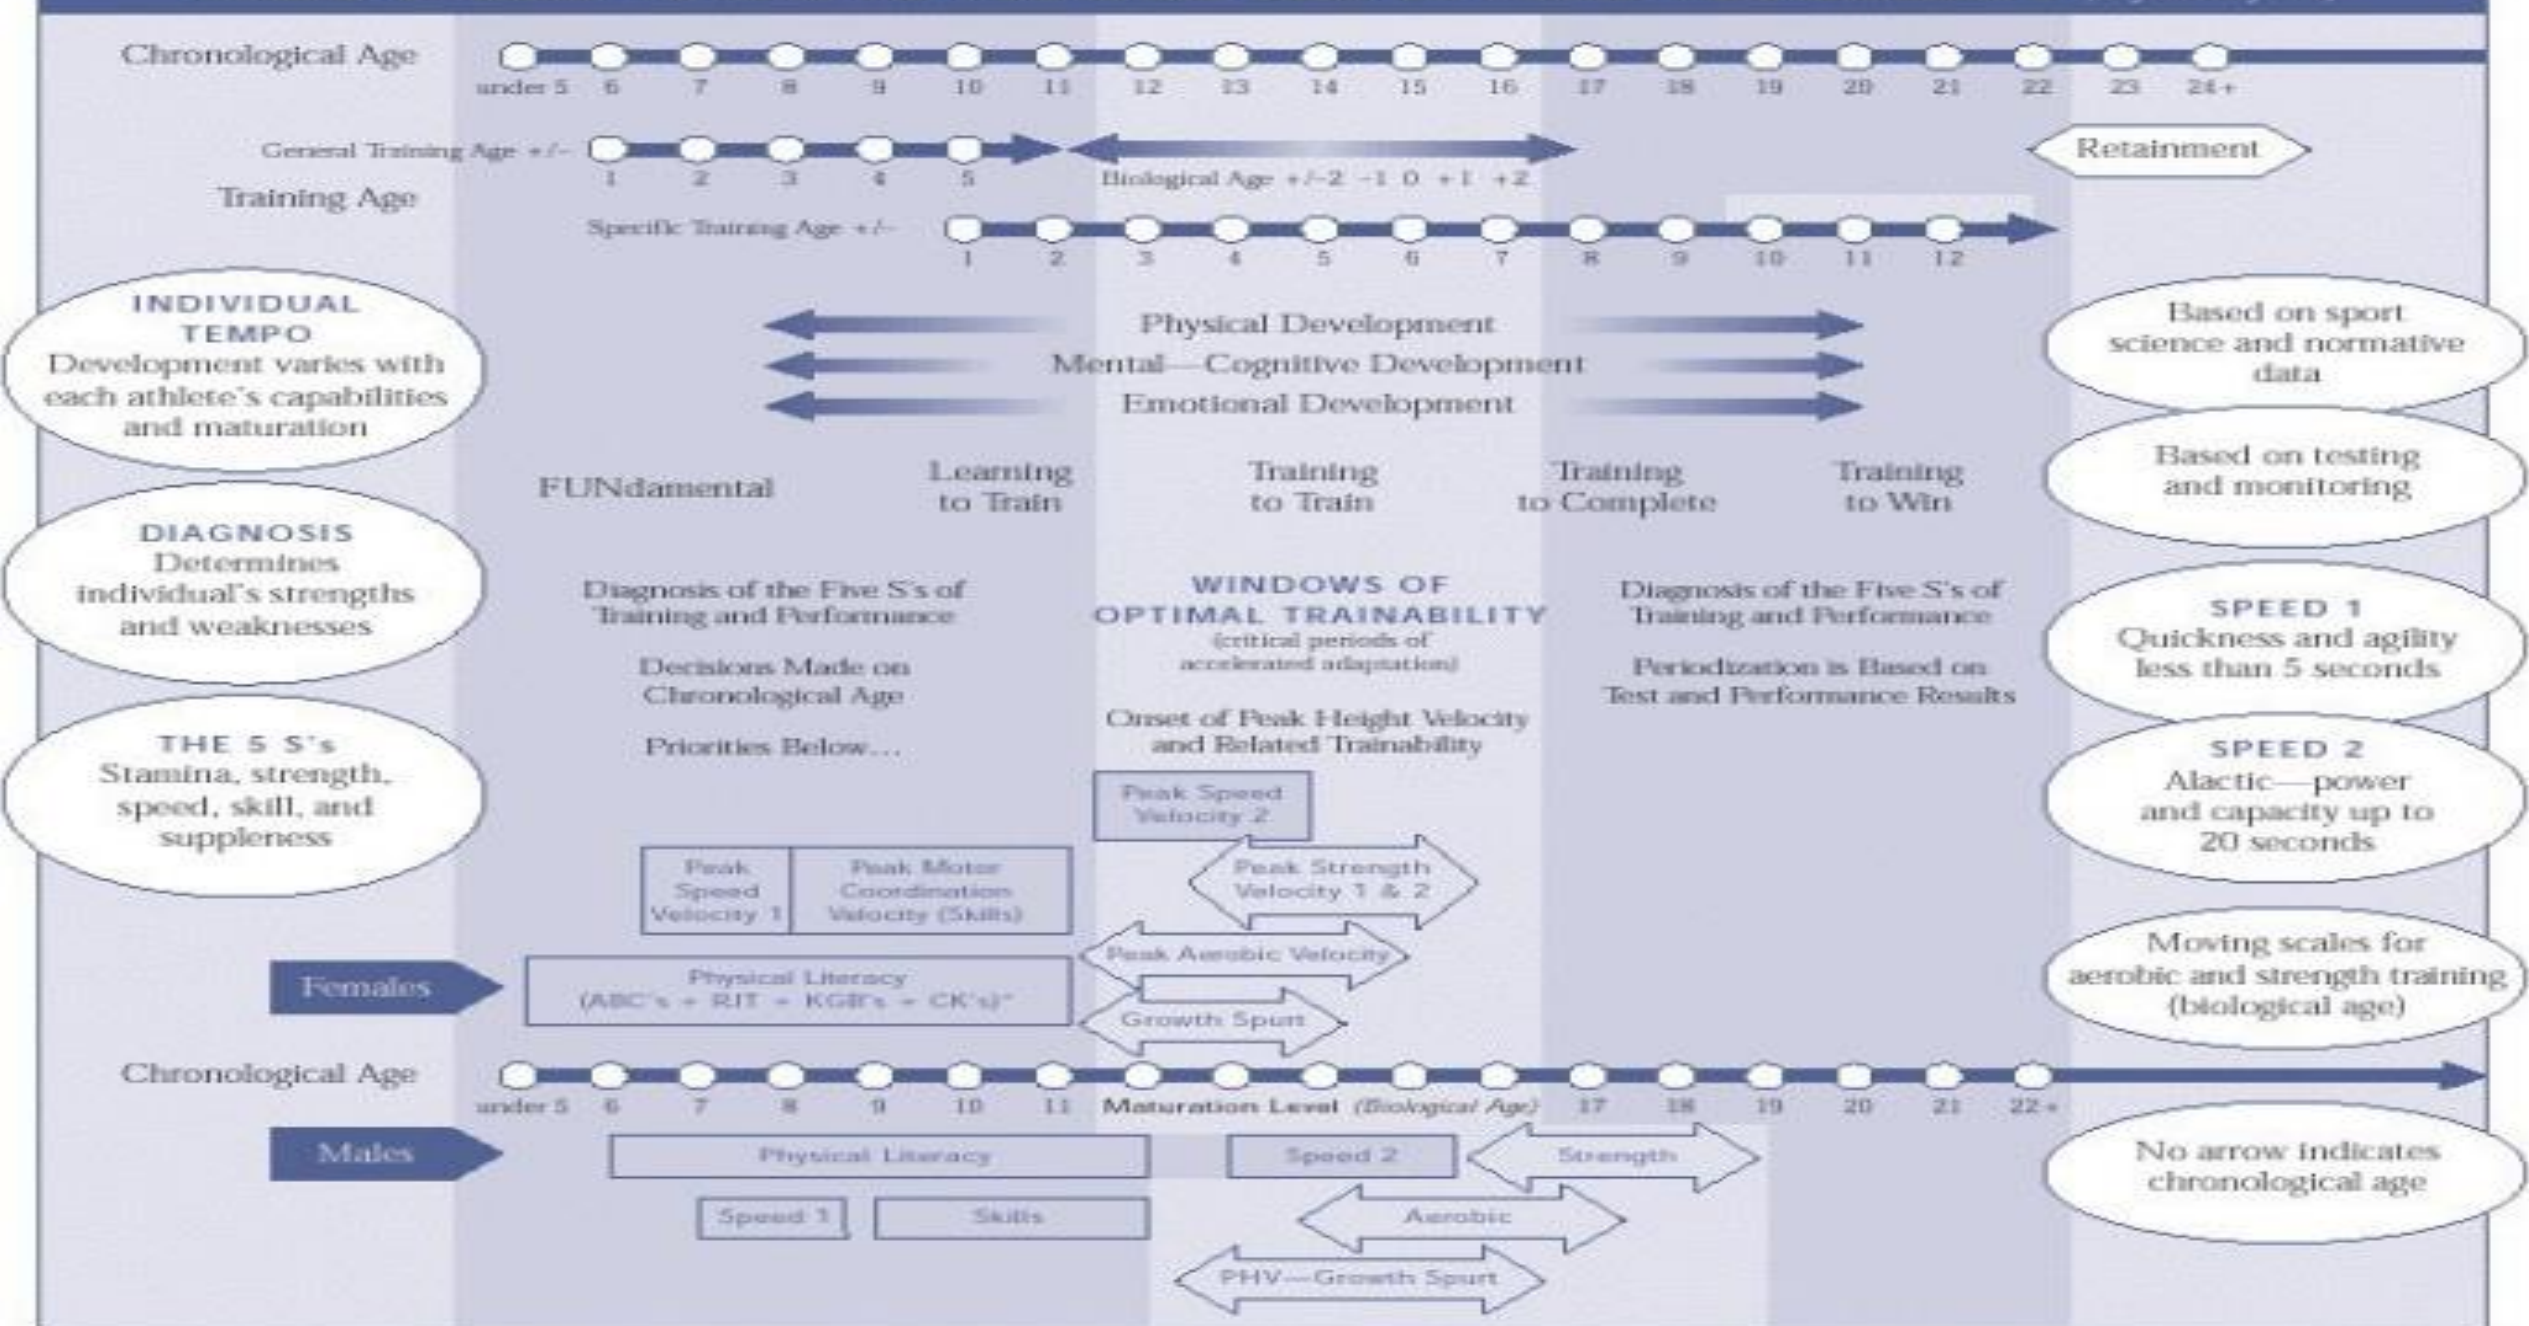 Chronological Age
under 5 6 7 8 9 10 11 12 13 14 15 16 17 18 19 20 21 22 23 24+
General Training Age +/-
1 2 3 4 5
Biological Age +/-2 -1 0 +1 +2
Retainment
Training Age
Specific Training Age +/-
1 2 3 4 5 6 7 8 9 10 11 12
INDIVIDUAL
TEMPO
Development varies with
each athlete's capabilities
and maturation
DIAGNOSIS
Determines
individual's strengths
and weaknesses
THE 5 S's
Stamina, strength,
speed, skill, and
suppleness
Physical Development
Mental—Cognitive Development
Emotional Development
FUNdamental
Learning
to Train
Training
to Train
Training
to Complete
Training
to Win
Diagnosis of the Five S's of
Training and Performance
Decisions Made on
Chronological Age
Priorities Below...
WINDOWS OF
OPTIMAL TRAINABILITY
(critical periods of
accelerated adaptation)
Onset of Peak Height Velocity
and Related Trainability
Diagnosis of the Five S's of
Training and Performance
Periodization is Based on
Test and Performance Results
Based on sport
science and normative
data
Based on testing
and monitoring
SPEED 1
Quickness and agility
less than 5 seconds
SPEED 2
Alactic—power
and capacity up to
20 seconds
Moving scales for
aerobic and strength training
(biological age)
No arrow indicates
chronological age
Peak Speed
Velocity 2
Peak
Speed
Velocity 1
Peak Motor
Coordination
Velocity (Skills)
Peak Strength
Velocity 1 & 2
Peak Aerobic Velocity
Females
Physical Literacy
(ABC's + RJT + KGB's + CK's)*
Growth Spurt
Chronological Age
under 5 6 7 8 9 10 11 Maturation Level (Biological Age) 17 18 19 20 21 22+
Males
Physical Literacy
Speed 2
Strength
Speed 1
Skills
Aerobic
PHV—Growth Spurt